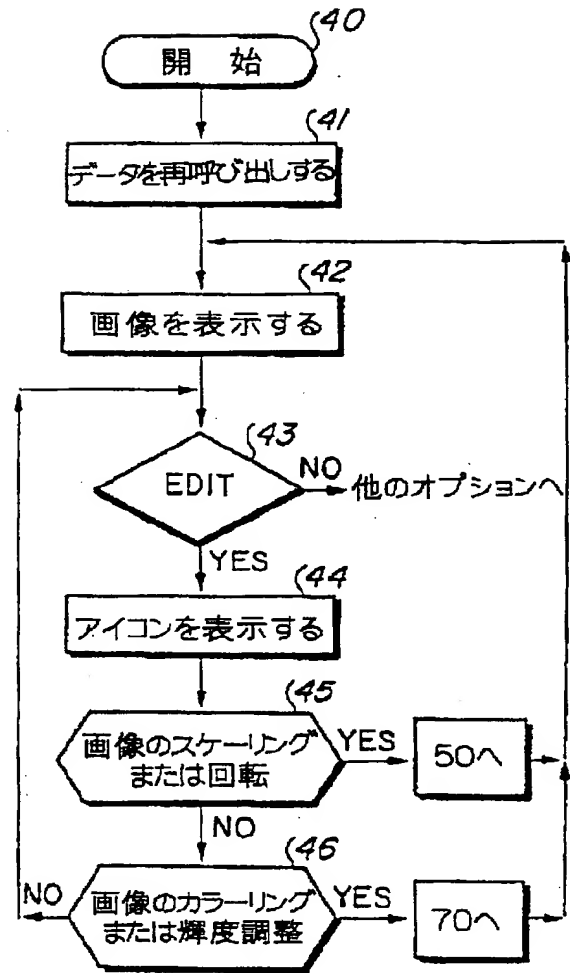 40
開始
41
データを再呼び出しする
42
画像を表示する
43
EDIT
NO
他のオプションへ
YES
44
アイコンを表示する
45
画像のスケーリング
または回転
YES
50へ
NO
46
画像のカラーリング
または輝度調整
NO
YES
70へ